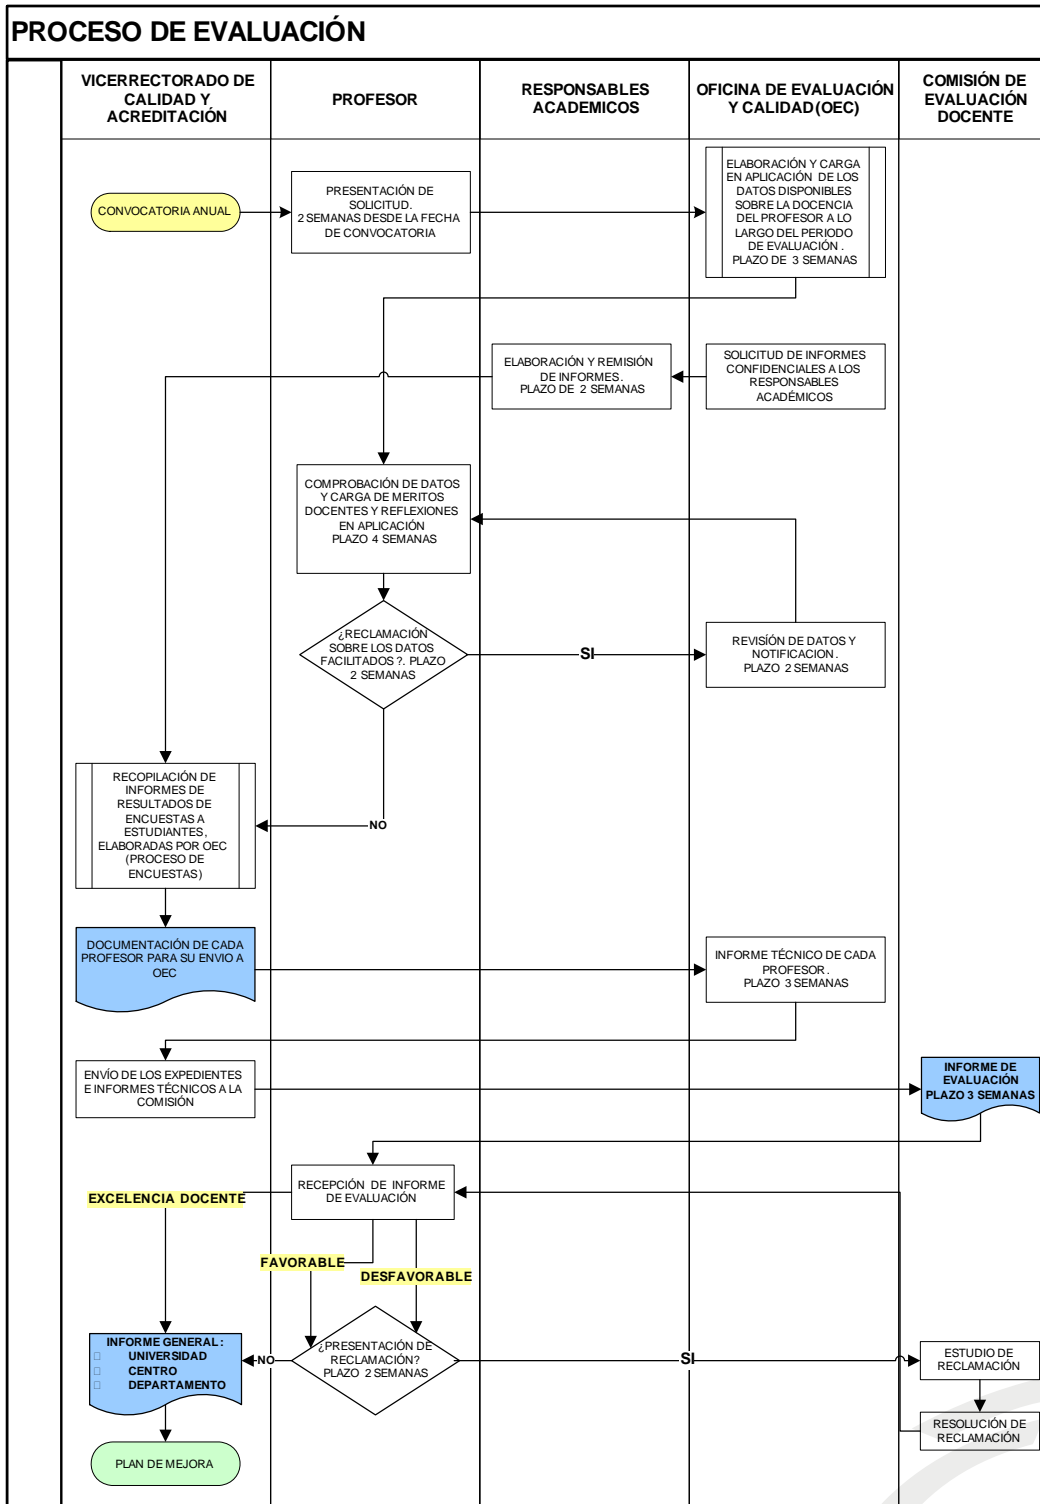 PROCESO DE EVALUACIÓN
VICERRECTORADO DE
CALIDAD Y
ACREDITACIÓN
PROFESOR
RESPONSABLES
ACADEMICOS
OFICINA DE EVALUACIÓN
Y CALIDAD(OEC)
COMISIÓN DE
EVALUACIÓN
DOCENTE
CONVOCATORIA ANUAL
PRESENTACIÓN DE
SOLICITUD.
2 SEMANAS DESDE LA FECHA
DE CONVOCATORIA
ELABORACIÓN Y CARGA
EN APLICACIÓN DE LOS
DATOS DISPONIBLES
SOBRE LA DOCENCIA
DEL PROFESOR A LO
LARGO DEL PERIODO
DE EVALUACIÓN .
PLAZO DE 3 SEMANAS
ELABORACIÓN Y REMISIÓN
DE INFORMES.
PLAZO DE 2 SEMANAS
SOLICITUD DE INFORMES
CONFIDENCIALES A LOS
RESPONSABLES
ACADÉMICOS
COMPROBACIÓN DE DATOS
Y CARGA DE MERITOS
DOCENTES Y REFLEXIONES
EN APLICACIÓN
PLAZO 4 SEMANAS
¿RECLAMACIÓN
SOBRE LOS DATOS
FACILITADOS ?. PLAZO
2 SEMANAS
SI
REVISÍÓN DE DATOS Y
NOTIFICACION.
PLAZO 2 SEMANAS
RECOPILACIÓN DE
INFORMES DE
RESULTADOS DE
ENCUESTAS A
ESTUDIANTES,
ELABORADAS POR OEC
(PROCESO DE
ENCUESTAS)
NO
DOCUMENTACIÓN DE CADA
PROFESOR PARA SU ENVIO A
OEC
INFORME TÉCNICO DE CADA
PROFESOR.
PLAZO 3 SEMANAS
ENVÍO DE LOS EXPEDIENTES
E INFORMES TÉCNICOS A LA
COMISIÓN
INFORME DE
EVALUACIÓN
PLAZO 3 SEMANAS
RECEPCIÓN DE INFORME
DE EVALUACIÓN
EXCELENCIA DOCENTE
FAVORABLE
DESFAVORABLE
INFORME GENERAL :
UNIVERSIDAD
CENTRO
DEPARTAMENTO
NO
¿PRESENTACIÓN DE
RECLAMACIÓN?
PLAZO 2 SEMANAS
SI
ESTUDIO DE
RECLAMACIÓN
RESOLUCIÓN DE
RECLAMACIÓN
PLAN DE MEJORA